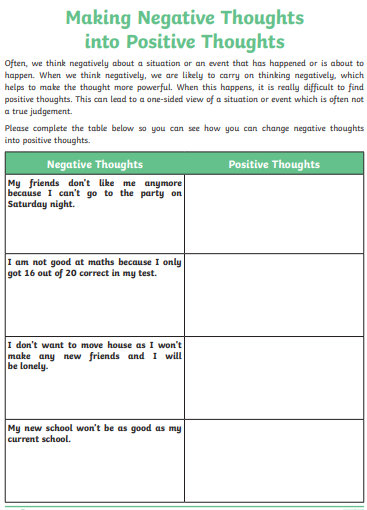 Making Negative Thoughts
into Positive Thoughts
Often, we think negatively about a situation or an event that has happened or is about to
happen. When we think negatively, we are likely to carry on thinking negatively, which
helps to make the thought more powerful. When this happens, it is really difficult to find
positive thoughts. This can lead to a one-sided view of a situation or event which is often not
a true judgement.
Please complete the table below so you can see how you can change negative thoughts
into positive thoughts.
Negative Thoughts
Positive Thoughts
My friends don't like me anymore
because I can't go to the party on
Saturday night.
I am not good at maths because I only
got 16 out of 20 correct in my test.
I don't want to move house as I won't
make any new friends and I will
be lonely.
My new school won't be as good as my
current school.